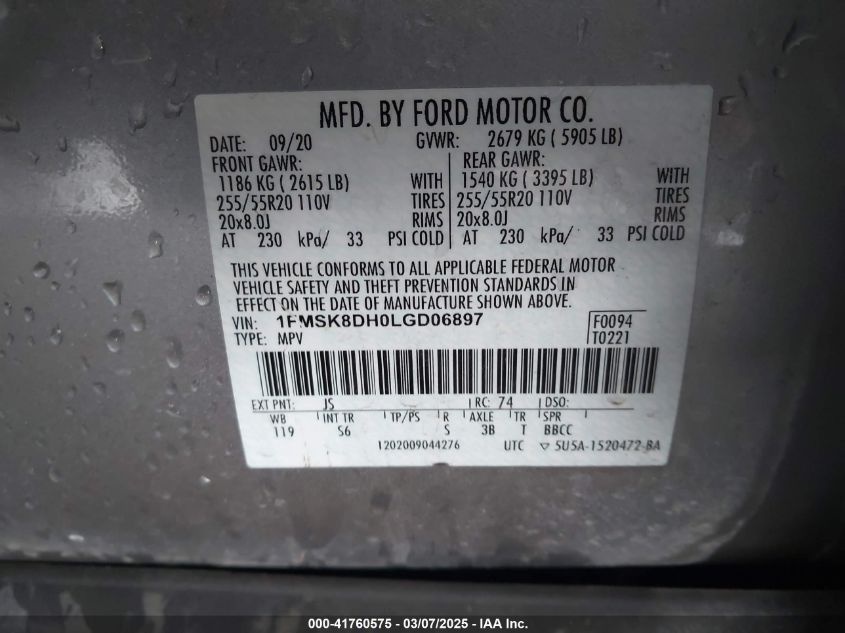 MFD. BY FORD MOTOR CO.
DATE: 09/20 GVWR: 2679 KG ( 5905 LB)
FRONT GAWR: REAR GAWR:
1186 KG ( 2615 LB) WITH 1540 KG ( 3395 LB) WITH
255/55R20 110V TIRES 255/55R20 110V TIRES
20x8.0J RIMS 20x8.0J RIMS
AT 230 kPa/ 33 PSI COLD AT 230 kPa/ 33 PSI COLD
THIS VEHICLE CONFORMS TO ALL APPLICABLE FEDERAL MOTOR
VEHICLE SAFETY AND THEFT PREVENTION STANDARDS IN
EFFECT ON THE DATE OF MANUFACTURE SHOWN ABOVE.
VIN: 1FMSK8DH0LGD06897 F0094
TYPE: MPV T0221
EXT PNT: JS RC: 74 DSO:
WB INT TR TP/PS R AXLE TR SPR
119 S6 S 3B T BBCC
1202009044276 UTC ▽ 5U5A-1520472-BA
000-41760575 - 03/07/2025 - IAA Inc.